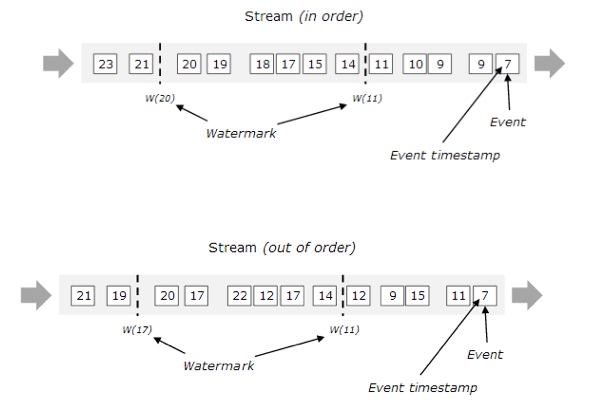 Stream (in order)
23 21 20 19 18 17 15 14 11 10 9 9 7
W(20) W(11)
Watermark
Event
Event timestamp
Stream (out of order)
21 19 20 17 22 12 17 14 12 9 15 11 7
W(17) W(11)
Watermark
Event
Event timestamp